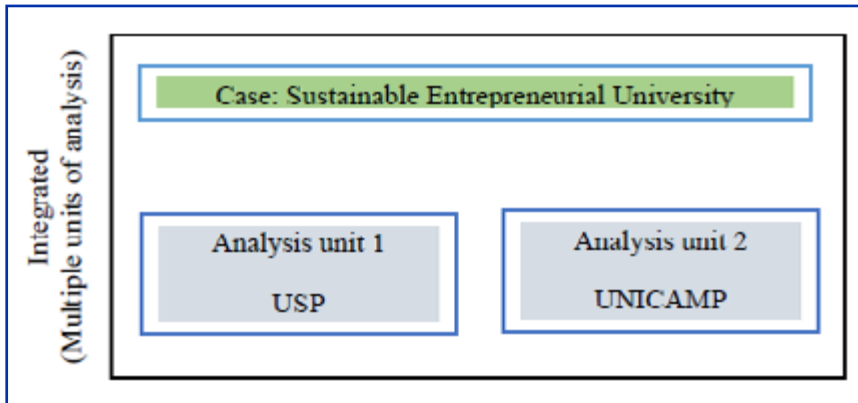 Integrated
(Multiple units of analysis)
Case: Sustainable Entrepreneurial University
Analysis unit 1
USP
Analysis unit 2
UNICAMP